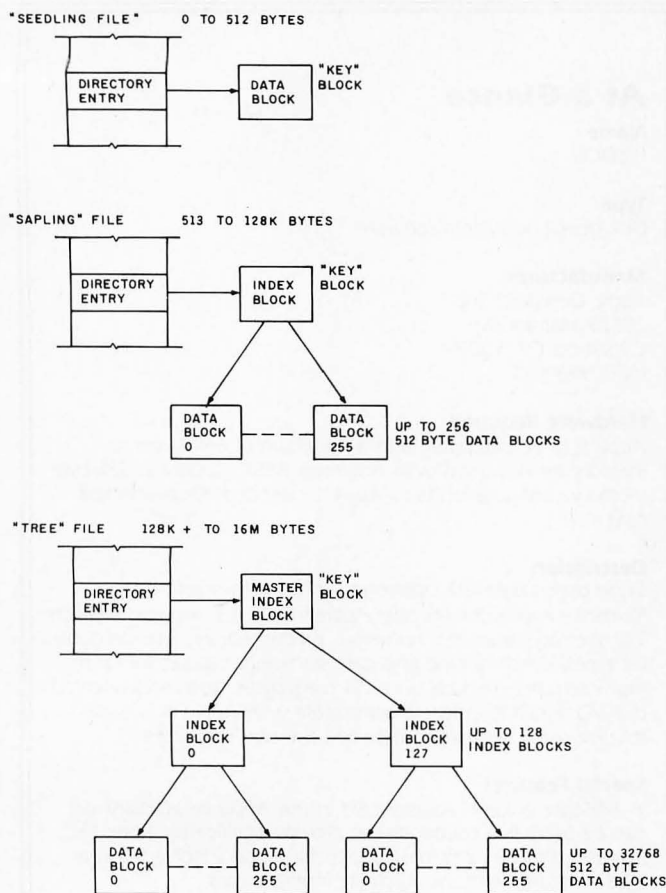 "SEEDLING FILE" 0 TO 512 BYTES
DIRECTORY
ENTRY
DATA
BLOCK
"KEY"
BLOCK
"SAPLING" FILE 513 TO 128K BYTES
DIRECTORY
ENTRY
INDEX
BLOCK
"KEY"
BLOCK
DATA
BLOCK
0
DATA
BLOCK
255
UP TO 256
512 BYTE DATA BLOCKS
"TREE" FILE 128K + TO 16M BYTES
DIRECTORY
ENTRY
MASTER
INDEX
BLOCK
"KEY"
BLOCK
INDEX
BLOCK
0
INDEX
BLOCK
127
UP TO 128
INDEX BLOCKS
DATA
BLOCK
0
DATA
BLOCK
255
DATA
BLOCK
0
DATA
BLOCK
255
UP TO 32768
512 BYTE
DATA BLOCKS